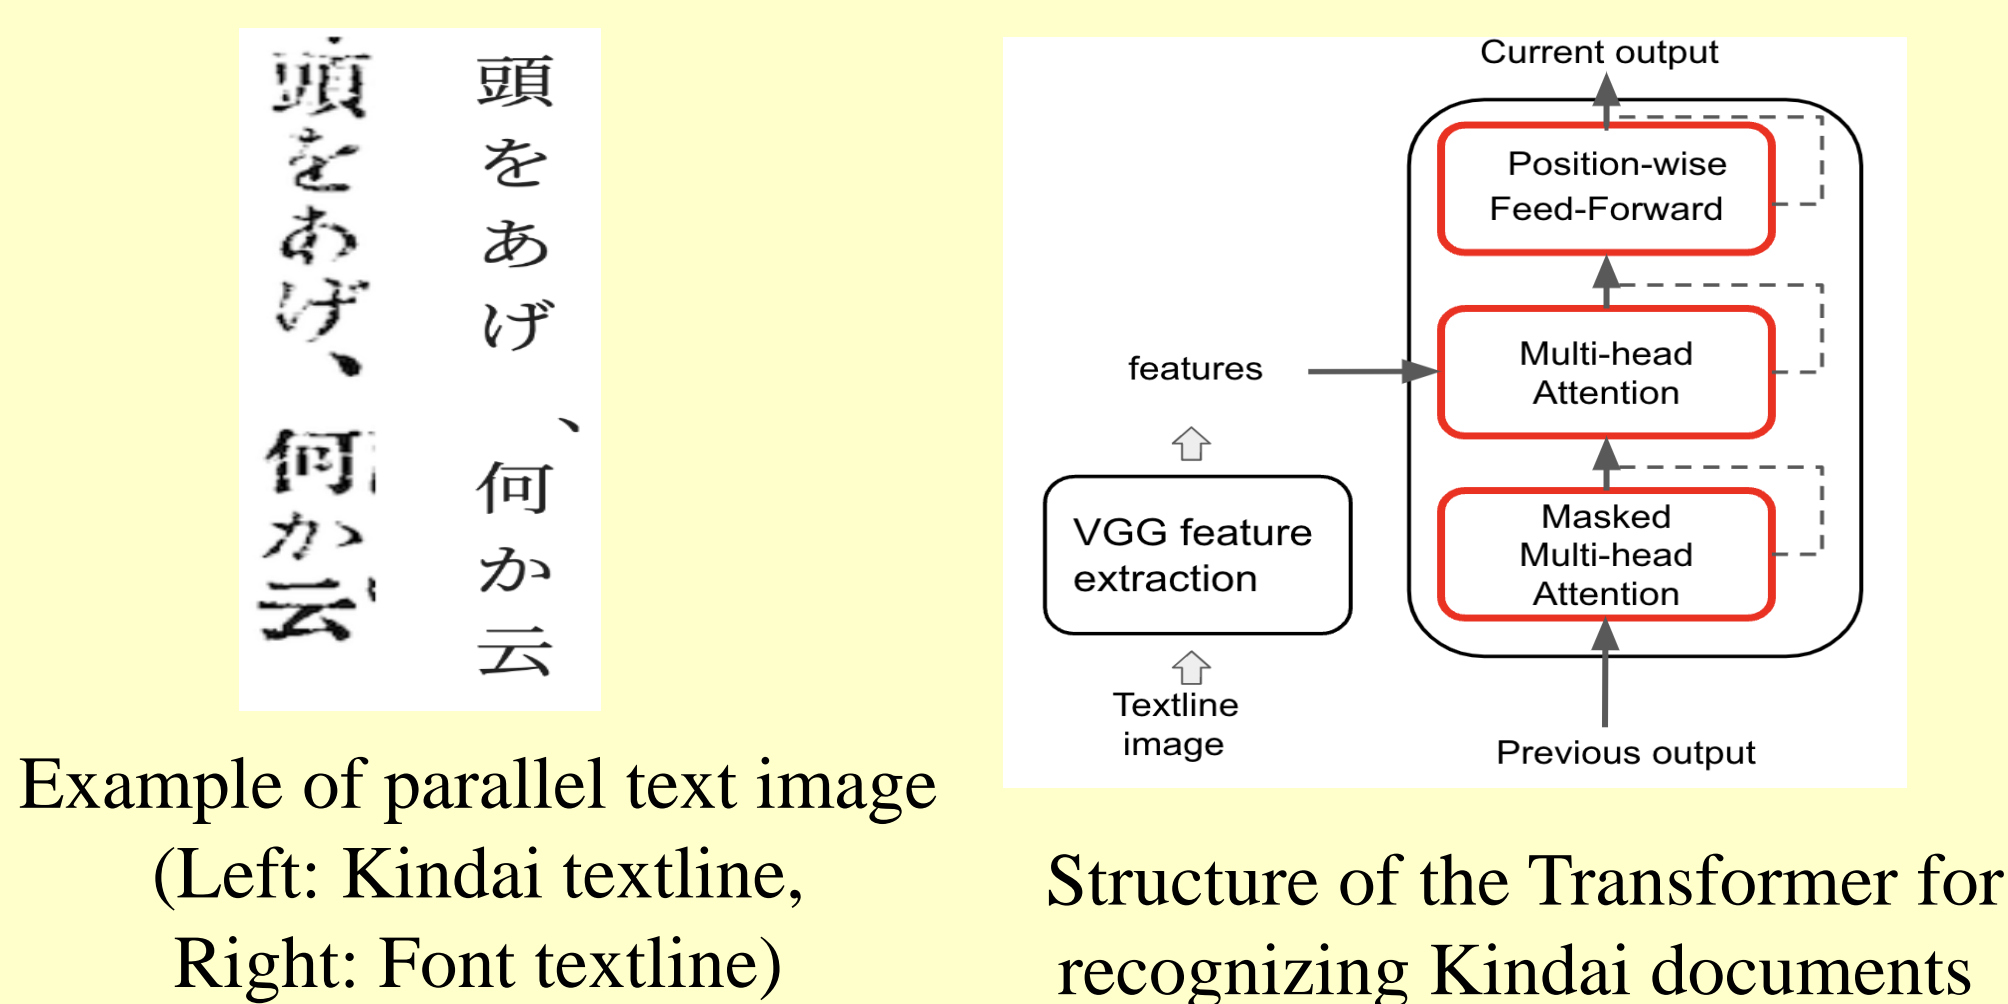 頭をあげ、何か云
頭をあげ、何か云
Example of parallel text image
(Left: Kindai textline,
Right: Font textline)
Current output
Position-wise
Feed-Forward
Multi-head
Attention
Masked
Multi-head
Attention
Previous output
features
VGG feature
extraction
Textline
image
Structure of the Transformer for
recognizing Kindai documents